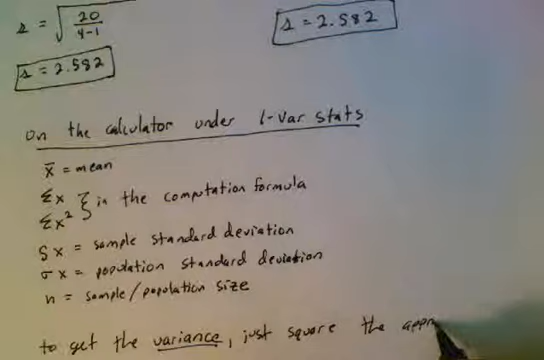 s = √20/4-1
s = 2.582
s = 2.582
on the calculator under 1-Var stats
x̄ = mean
Σx
Σx² } in the computation formula
Sx = sample standard deviation
σx = population standard deviation
n = sample/population size
to get the variance, just square the appr